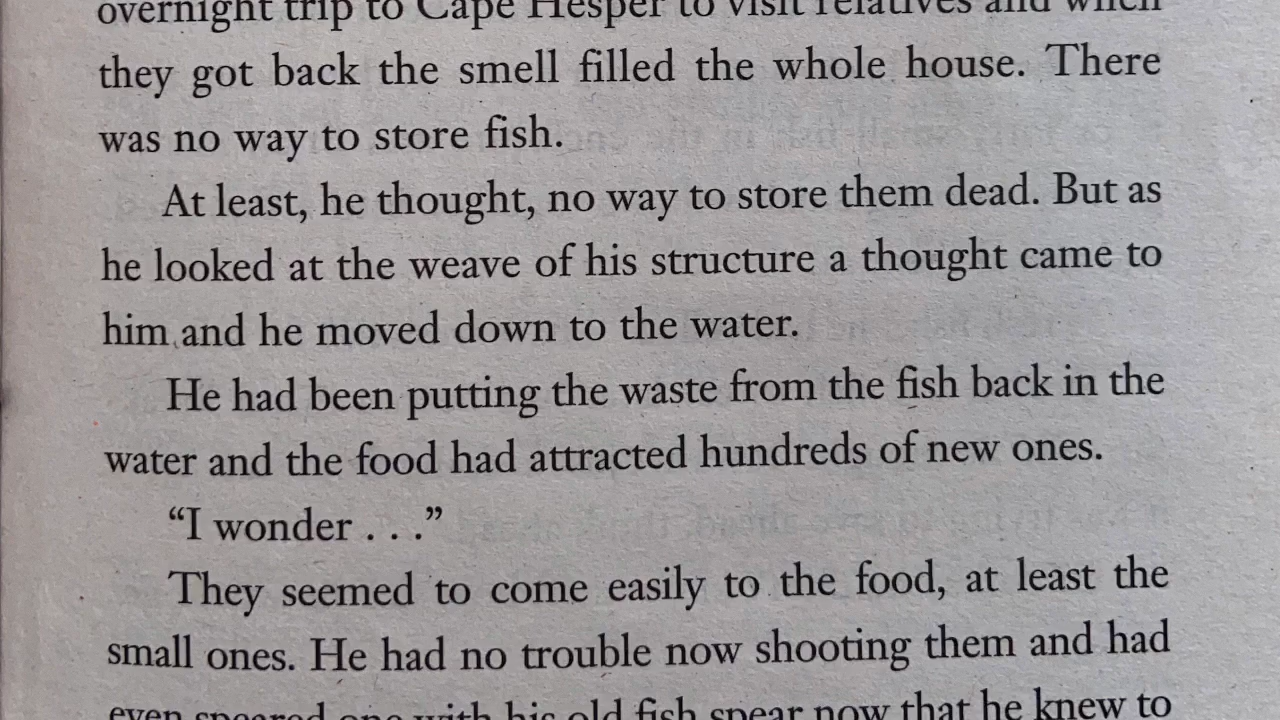 overnight trip to Cape Hesper to visit relatives and when
they got back the smell filled the whole house. There
was no way to store fish.
At least, he thought, no way to store them dead. But as
he looked at the weave of his structure a thought came to
him and he moved down to the water.
He had been putting the waste from the fish back in the
water and the food had attracted hundreds of new ones.
“I wonder . . .”
They seemed to come easily to the food, at least the
small ones. He had no trouble now shooting them and had
even speared one with his old fish spear now that he knew to